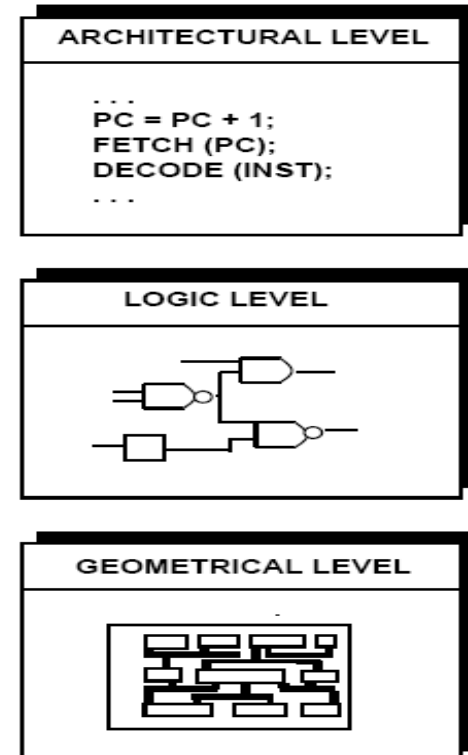 ARCHITECTURAL LEVEL
. . .
PC = PC + 1;
FETCH (PC);
DECODE (INST);
. . .
LOGIC LEVEL
GEOMETRICAL LEVEL